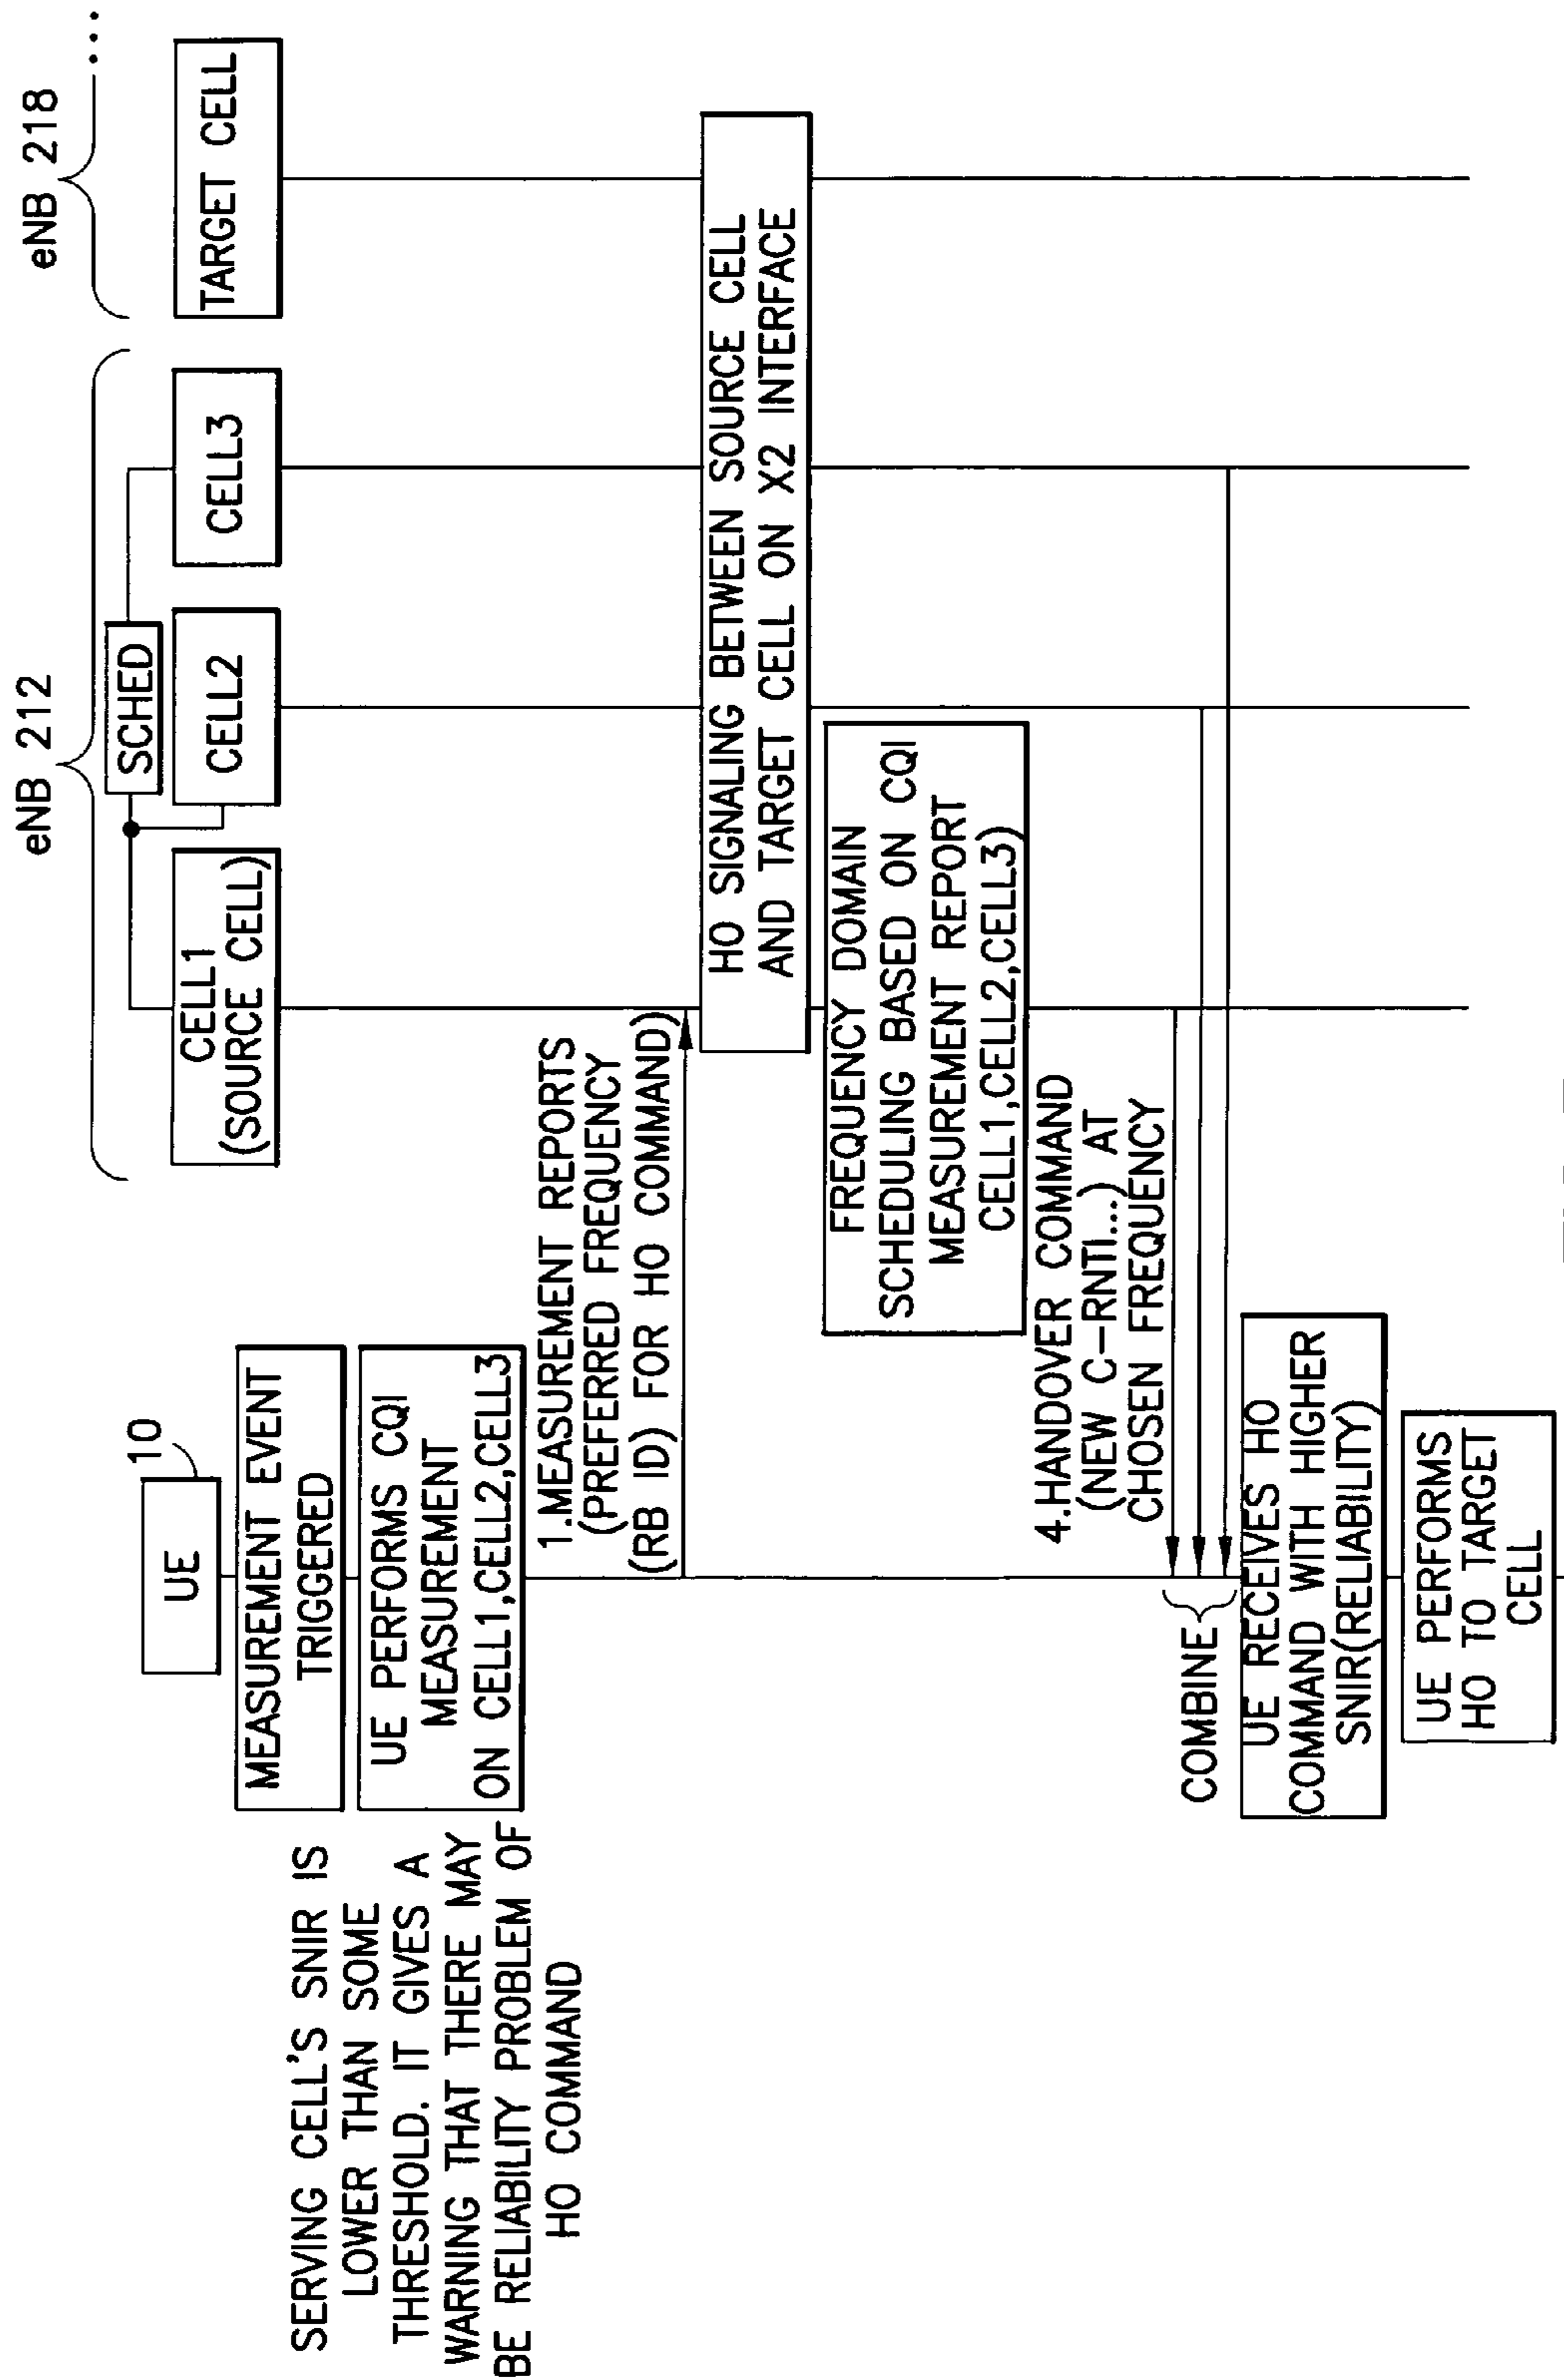 eNB 212
eNB 218
...
SCHED
CELL1
(SOURCE CELL)
CELL2
CELL3
TARGET CELL
UE
10
SERVING CELL'S SNIR IS
LOWER THAN SOME
THRESHOLD. IT GIVES A
WARNING THAT THERE MAY
BE RELIABILITY PROBLEM OF
HO COMMAND
MEASUREMENT EVENT
TRIGGERED
UE PERFORMS CQI
MEASUREMENT
ON CELL1,CELL2,CELL3
1.MEASUREMENT REPORTS
(PREFERRED FREQUENCY
(RB ID) FOR HO COMMAND)
HO SIGNALING BETWEEN SOURCE CELL
AND TARGET CELL ON X2 INTERFACE
FREQUENCY DOMAIN
SCHEDULING BASED ON CQI
MEASUREMENT REPORT
CELL1,CELL2,CELL3)
4.HANDOVER COMMAND
(NEW C-RNTI...) AT
CHOSEN FREQUENCY
COMBINE
UE RECEIVES HO
COMMAND WITH HIGHER
SNIR(RELIABILITY)
UE PERFORMS
HO TO TARGET
CELL